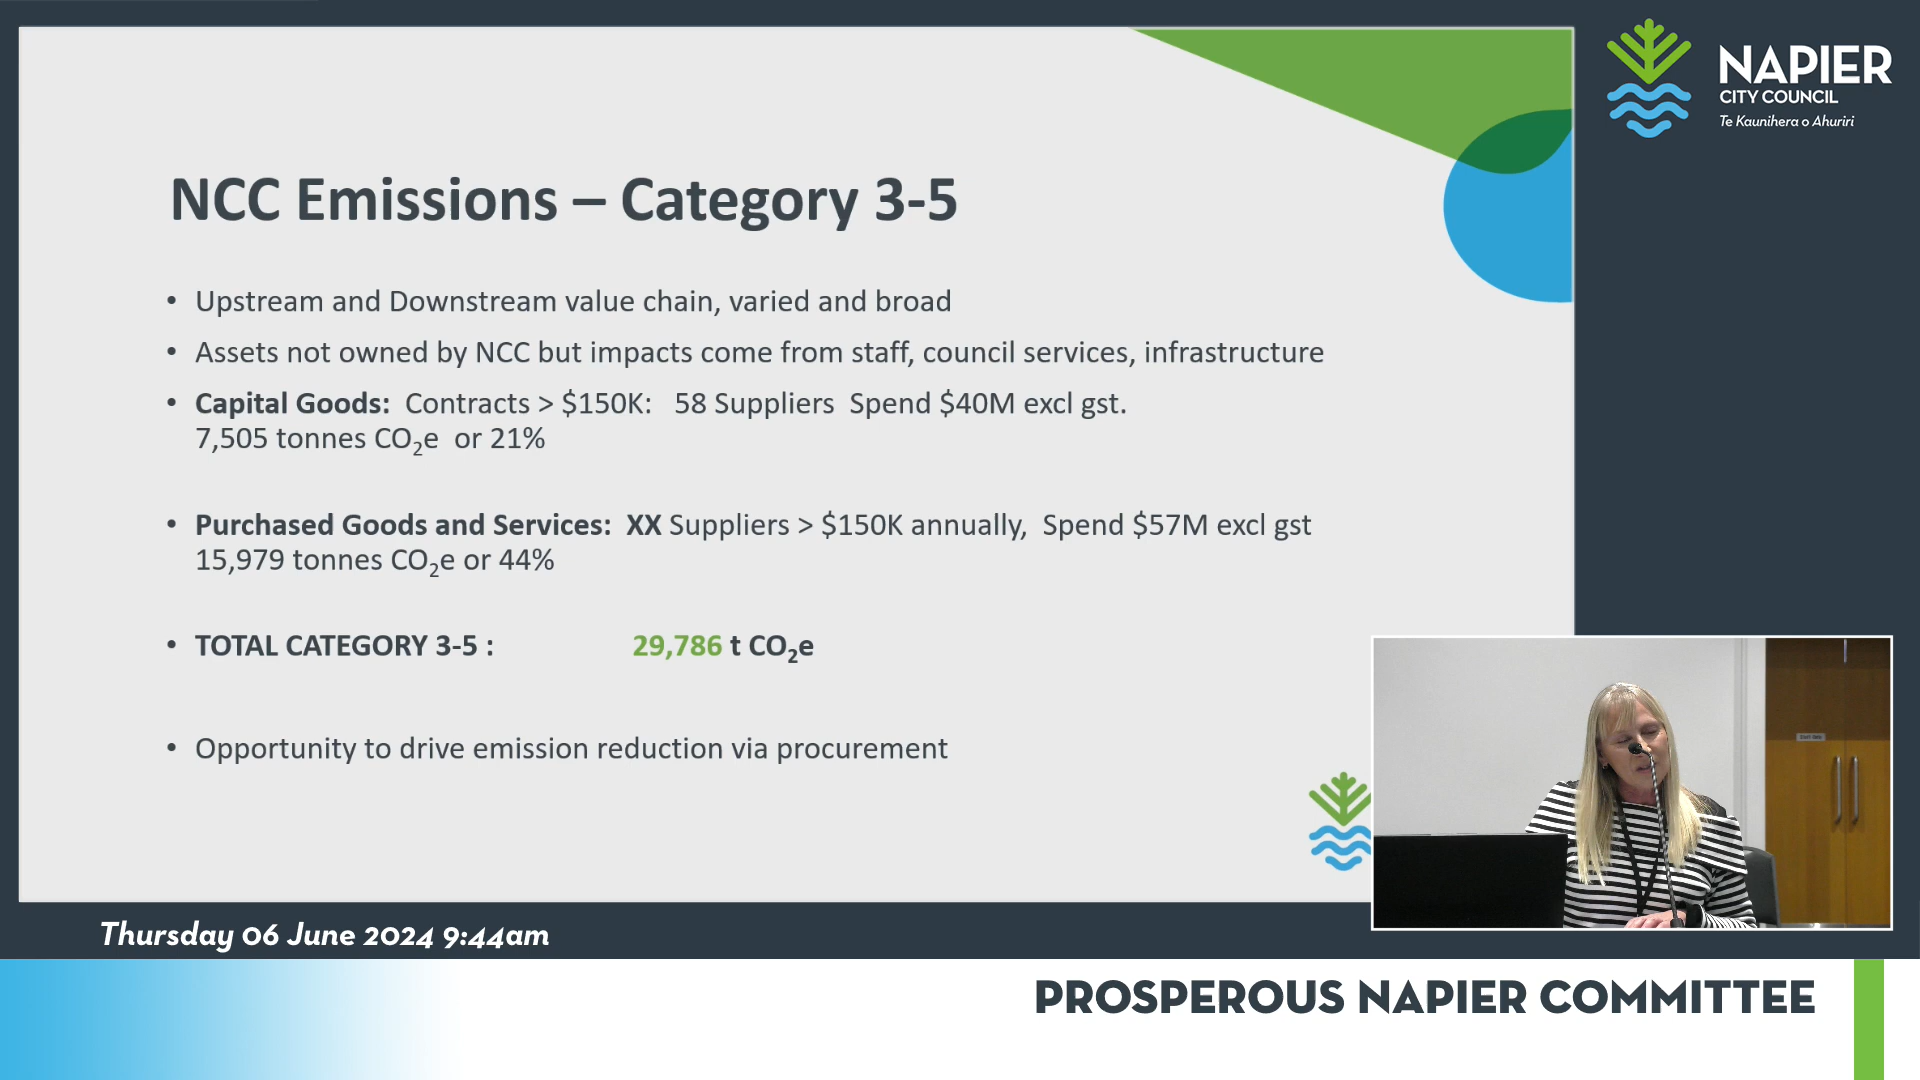 NAPIER
CITY COUNCIL
Te Kaunihera o Ahuriri
NCC Emissions – Category 3-5
• Upstream and Downstream value chain, varied and broad
• Assets not owned by NCC but impacts come from staff, council services, infrastructure
• Capital Goods: Contracts > $150K: 58 Suppliers Spend $40M excl gst.
7,505 tonnes CO₂e or 21%
• Purchased Goods and Services: XX Suppliers > $150K annually, Spend $57M excl gst
15,979 tonnes CO₂e or 44%
• TOTAL CATEGORY 3-5 : 29,786 t CO₂e
• Opportunity to drive emission reduction via procurement
Thursday 06 June 2024 9:44am
PROSPEROUS NAPIER COMMITTEE